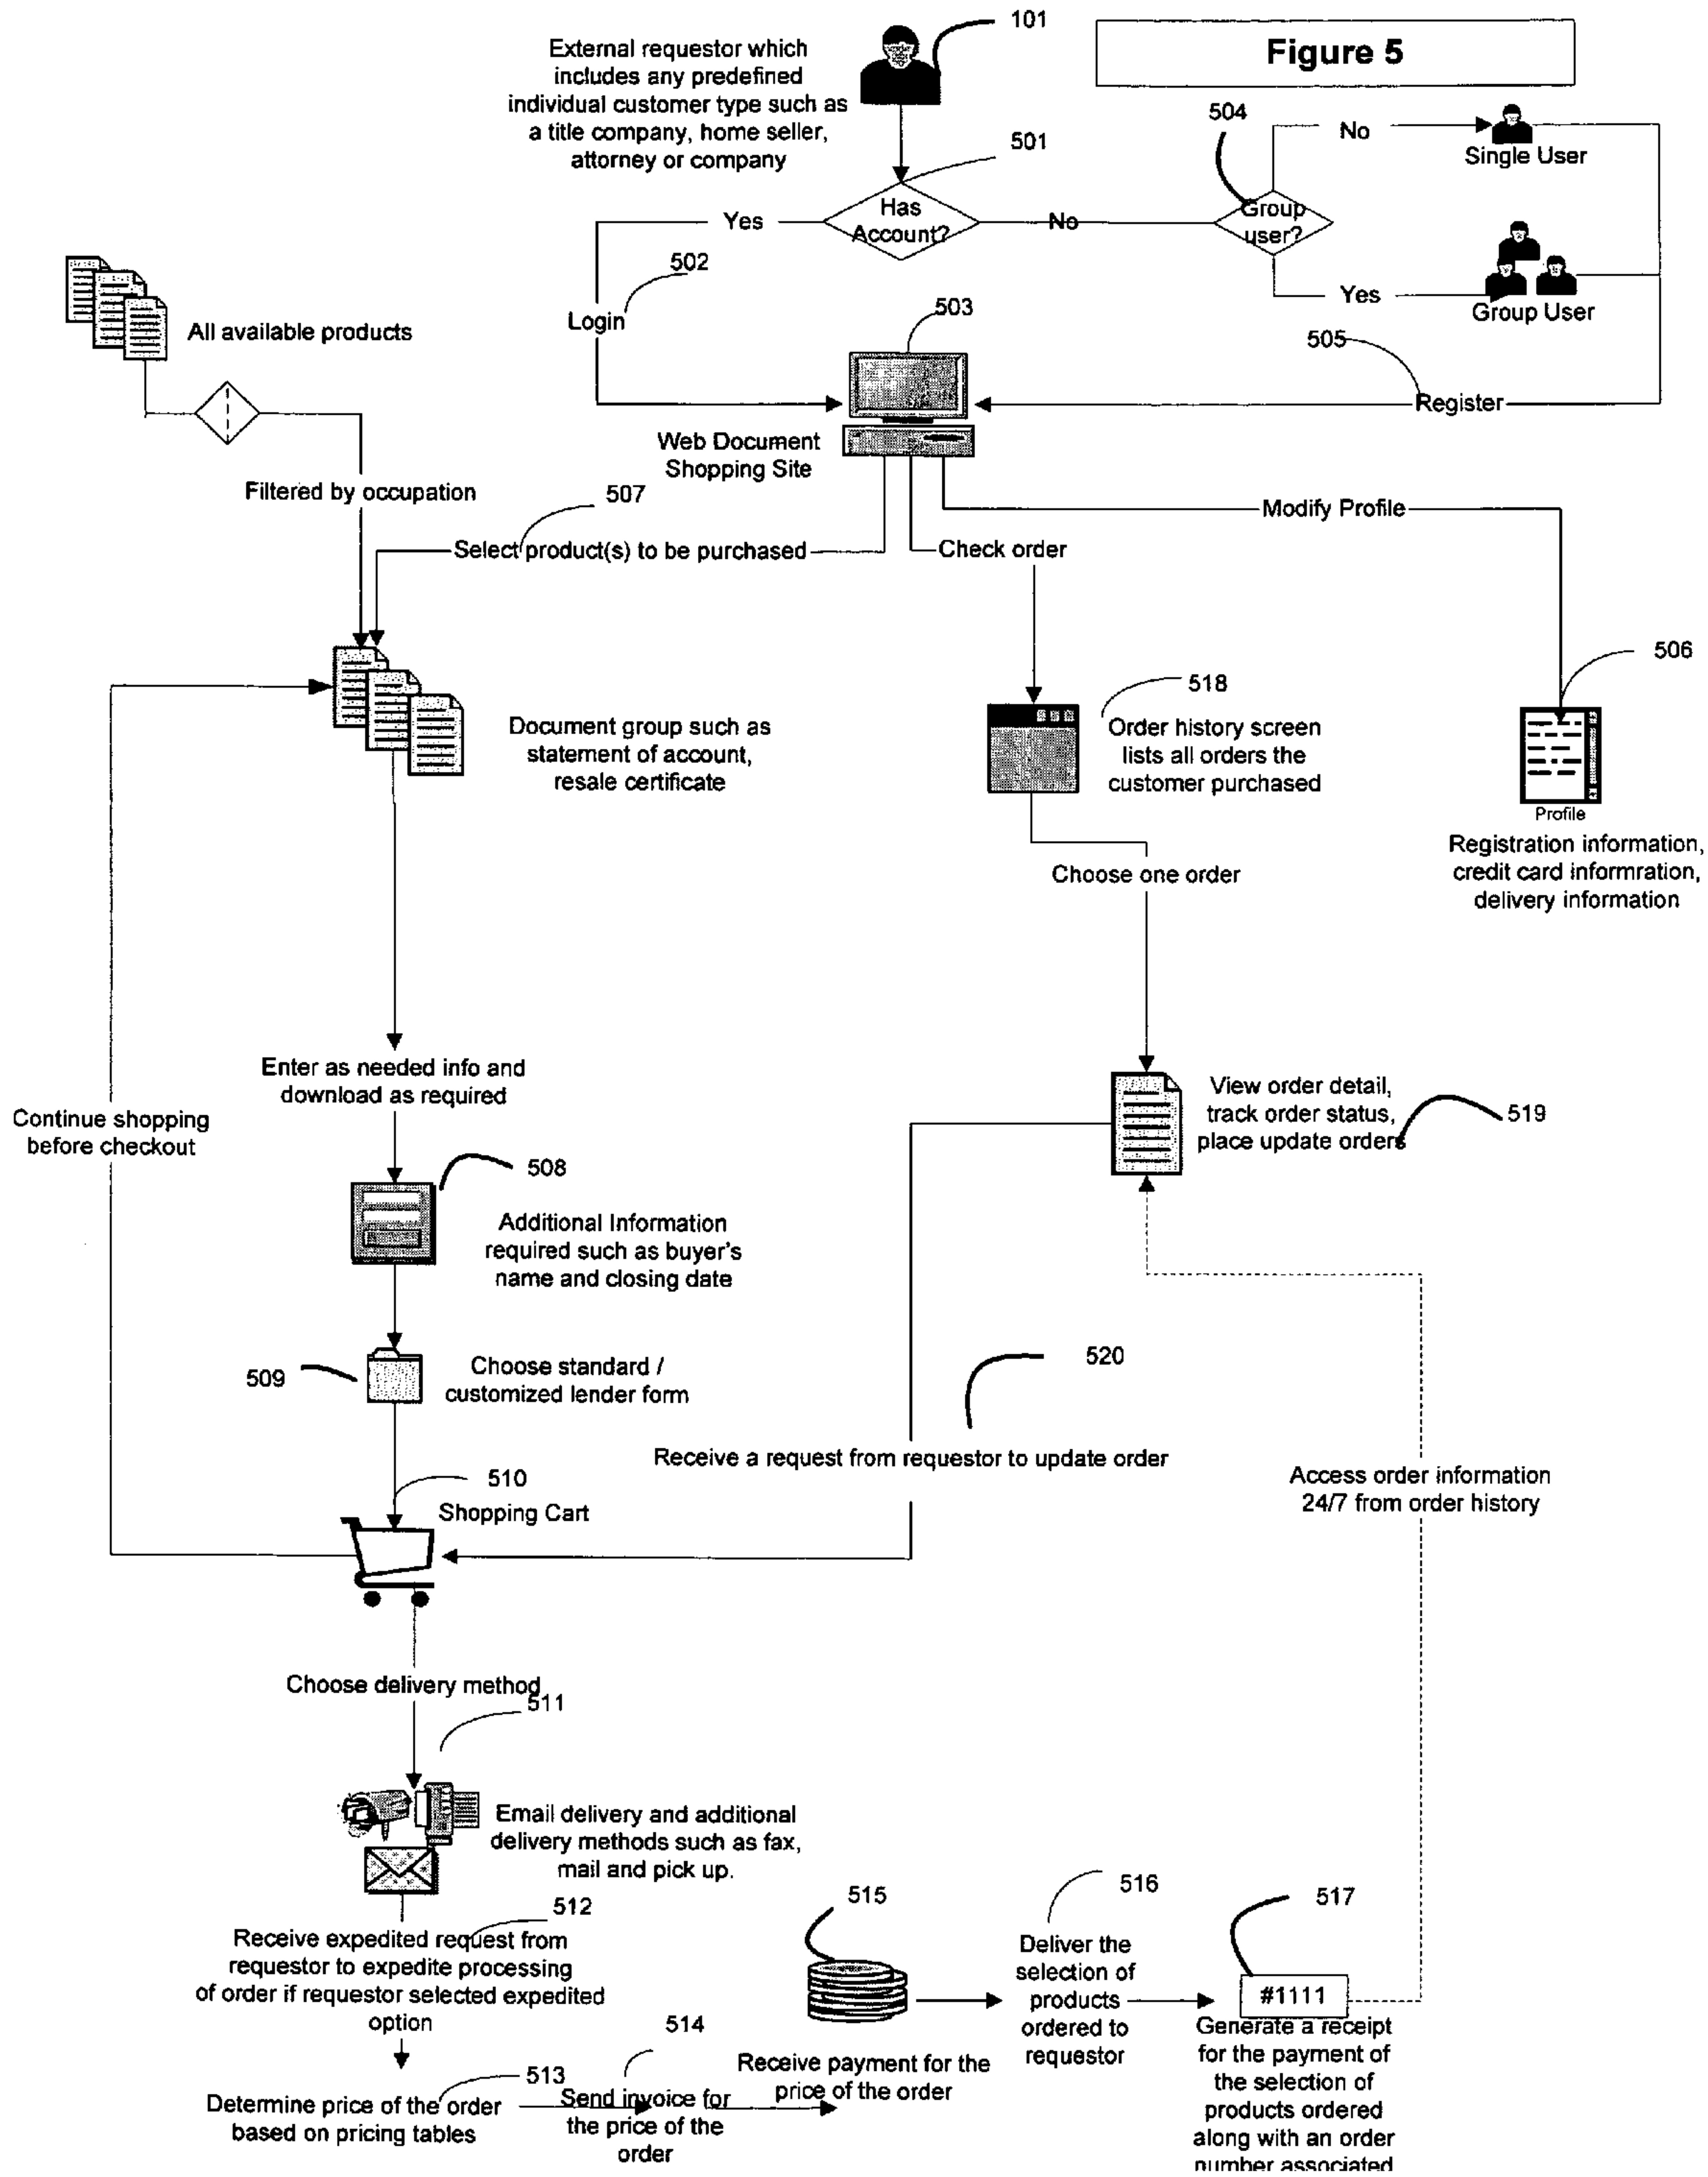 101
Figure 5
External requestor which
includes any predefined
individual customer type such as
a title company, home seller,
attorney or company
504
No
Single User
501
Has
Account?
Yes
No
Group
user?
502
Yes
Group User
Login
503
505
Register
All available products
Web Document
Shopping Site
Filtered by occupation
507
Modify Profile
Select product(s) to be purchased
Check order
506
518
Document group such as
statement of account,
resale certificate
Order history screen
lists all orders the
customer purchased
Profile
Registration information,
credit card informration,
delivery information
Choose one order
Enter as needed info and
download as required
View order detail,
track order status,
place update orders
519
Continue shopping
before checkout
508
Additional Information
required such as buyer's
name and closing date
509
Choose standard /
customized lender form
520
Receive a request from requestor to update order
Access order information
24/7 from order history
510
Shopping Cart
Choose delivery method
511
Email delivery and additional
delivery methods such as fax,
mail and pick up.
512
Receive expedited request from
requestor to expedite processing
of order if requestor selected expedited
option
513
Determine price of the order
based on pricing tables
514
Send invoice for
the price of the
order
515
Receive payment for the
price of the order
516
Deliver the
selection of
products
ordered to
requestor
517
#1111
Generate a receipt
for the payment of
the selection of
products ordered
along with an order
number associated